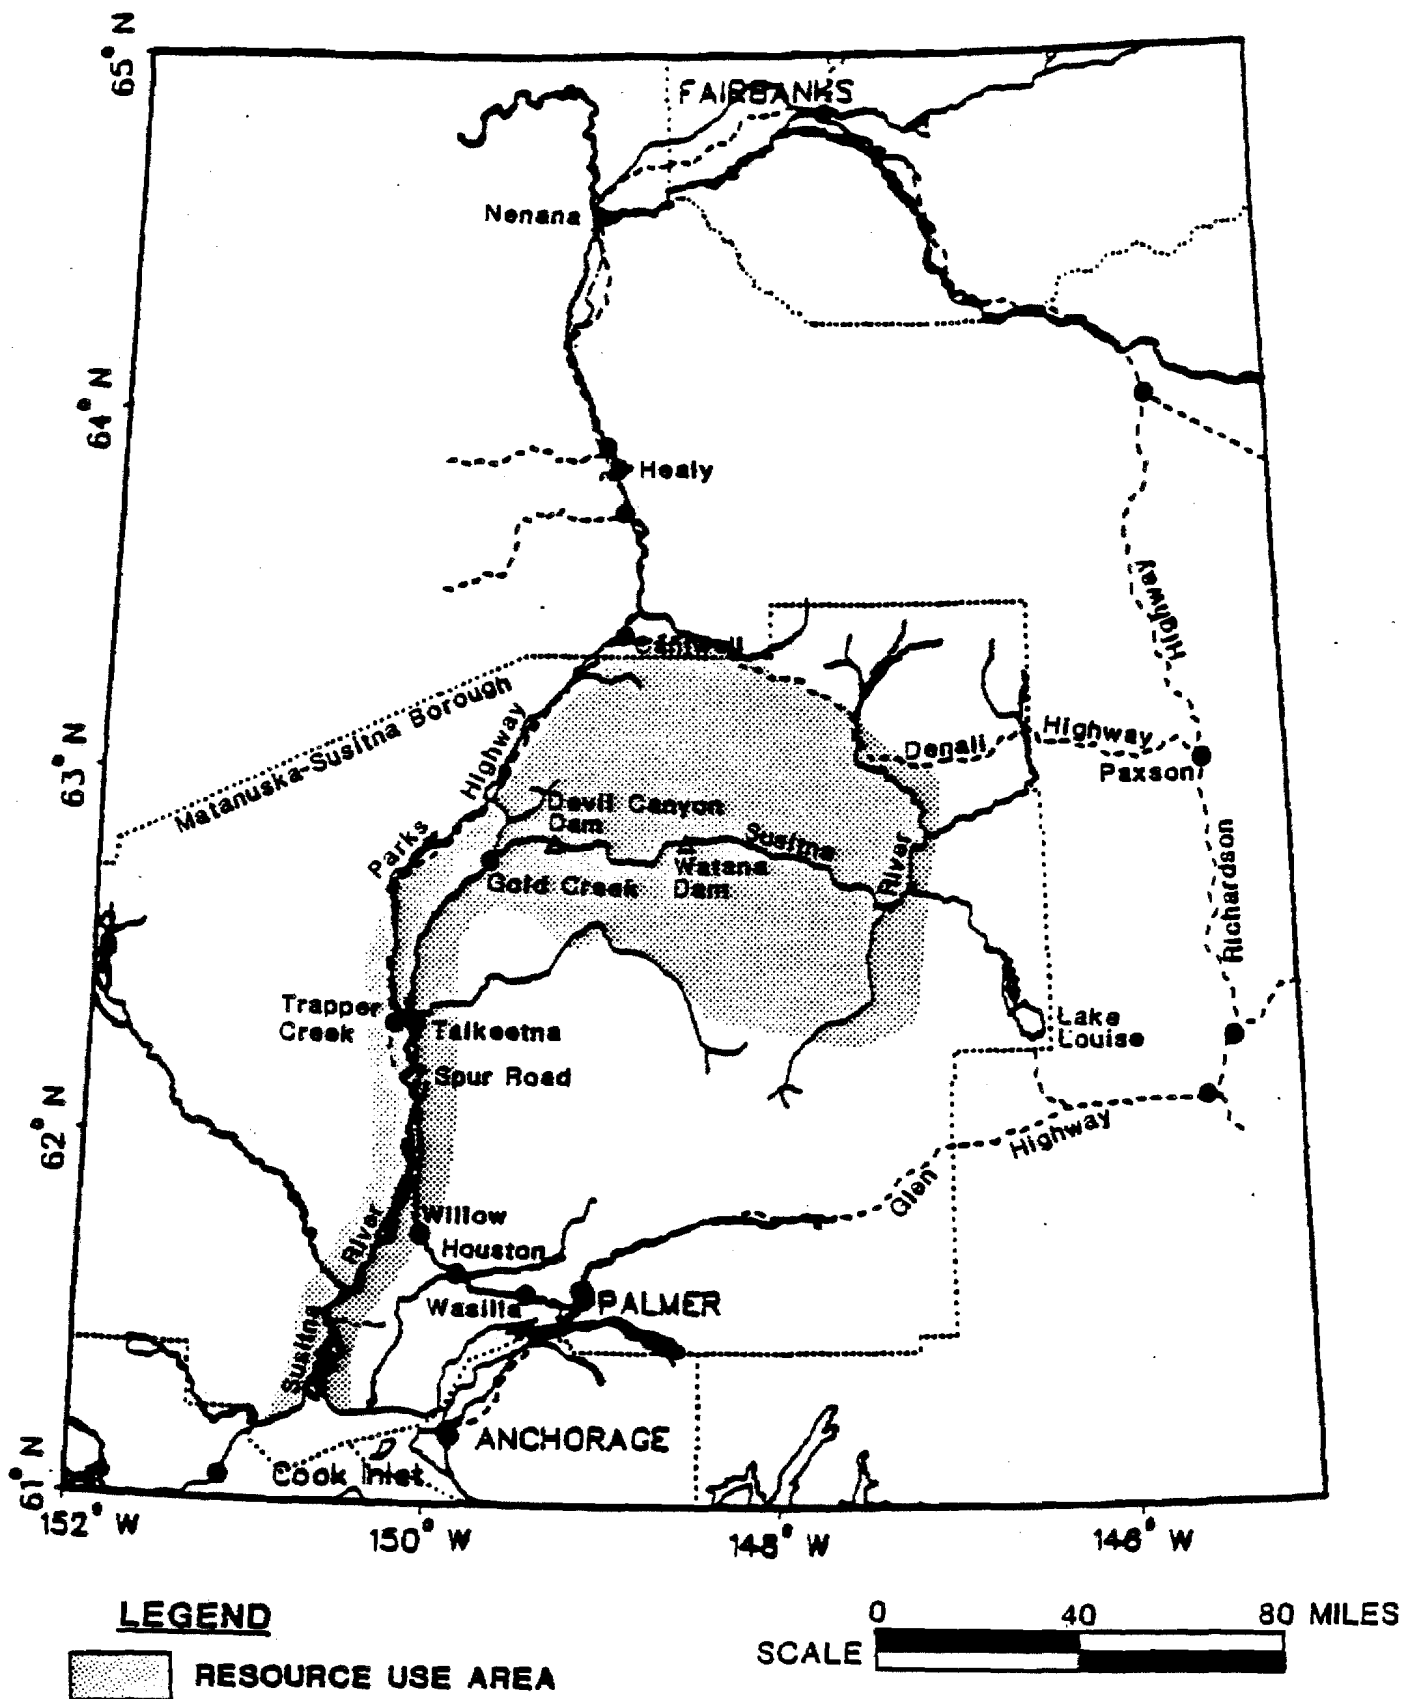 65° N
FAIRBANKS
Nenana
64° N
Healy
Highway
Cantwell
Matanuska-Susitna Borough
63° N
Highway
Denali
Highway
Paxson
Devil Canyon
Dam
Parks
Susitna
River
Watana
Dam
Gold Creek
Richardson
Trapper
Creek
Talkeetna
Lake
Louise
Spur Road
62° N
Highway
Glen
River
Willow
Houston
Wasilla
PALMER
Susitna
ANCHORAGE
Cook Inlet
61° N
152° W
150° W
148° W
146° W
LEGEND
RESOURCE USE AREA
0 40 80 MILES
SCALE